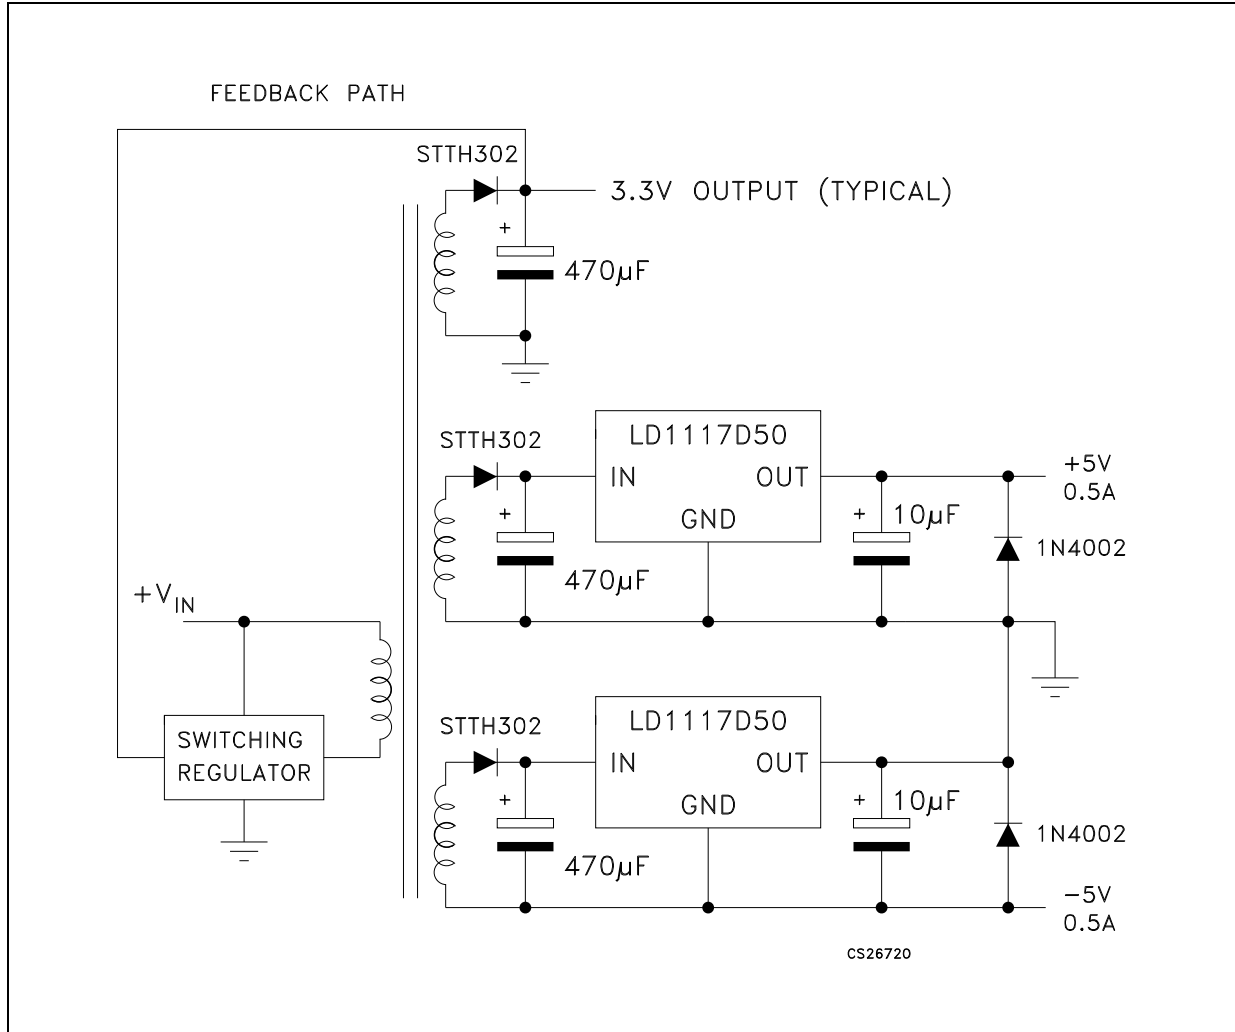 FEEDBACK PATH
STTH302
3.3V OUTPUT (TYPICAL)
+
470µF
STTH302
LD1117D50
IN
OUT
GND
+
470µF
+
10µF
+5V
0.5A
1N4002
+VIN
SWITCHING
REGULATOR
STTH302
LD1117D50
IN
OUT
GND
+
470µF
+
10µF
1N4002
-5V
0.5A
CS26720